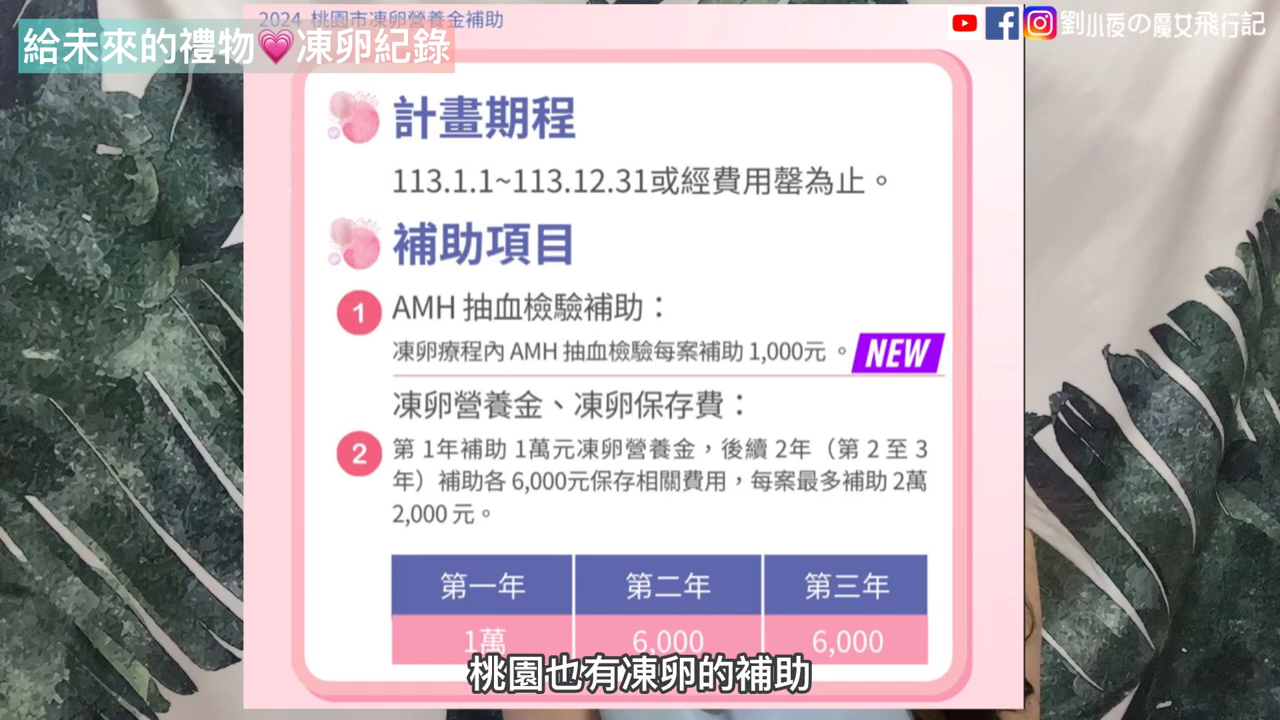 2024 桃園市凍卵營養金補助
給未來的禮物💗凍卵紀錄
劉小夜の魔女飛行記
計畫期程
113.1.1~113.12.31或經費用罄為止。
補助項目
1 AMH 抽血檢驗補助：
凍卵療程內 AMH 抽血檢驗每案補助 1,000元。 NEW
凍卵營養金、凍卵保存費：
2 第 1年補助 1萬元凍卵營養金，後續 2年（第 2 至 3
年）補助各 6,000元保存相關費用，每案最多補助 2萬
2,000 元。
第一年 第二年 第三年
1萬 6,000 6,000
桃園也有凍卵的補助